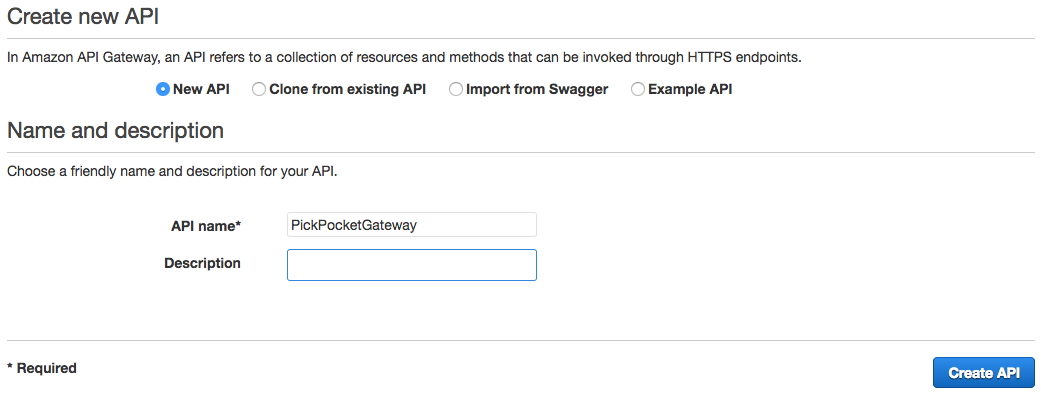 Create new API
In Amazon API Gateway, an API refers to a collection of resources and methods that can be invoked through HTTPS endpoints.
New API Clone from existing API Import from Swagger Example API
Name and description
Choose a friendly name and description for your API.
API name* PickPocketGateway
Description
* Required Create API